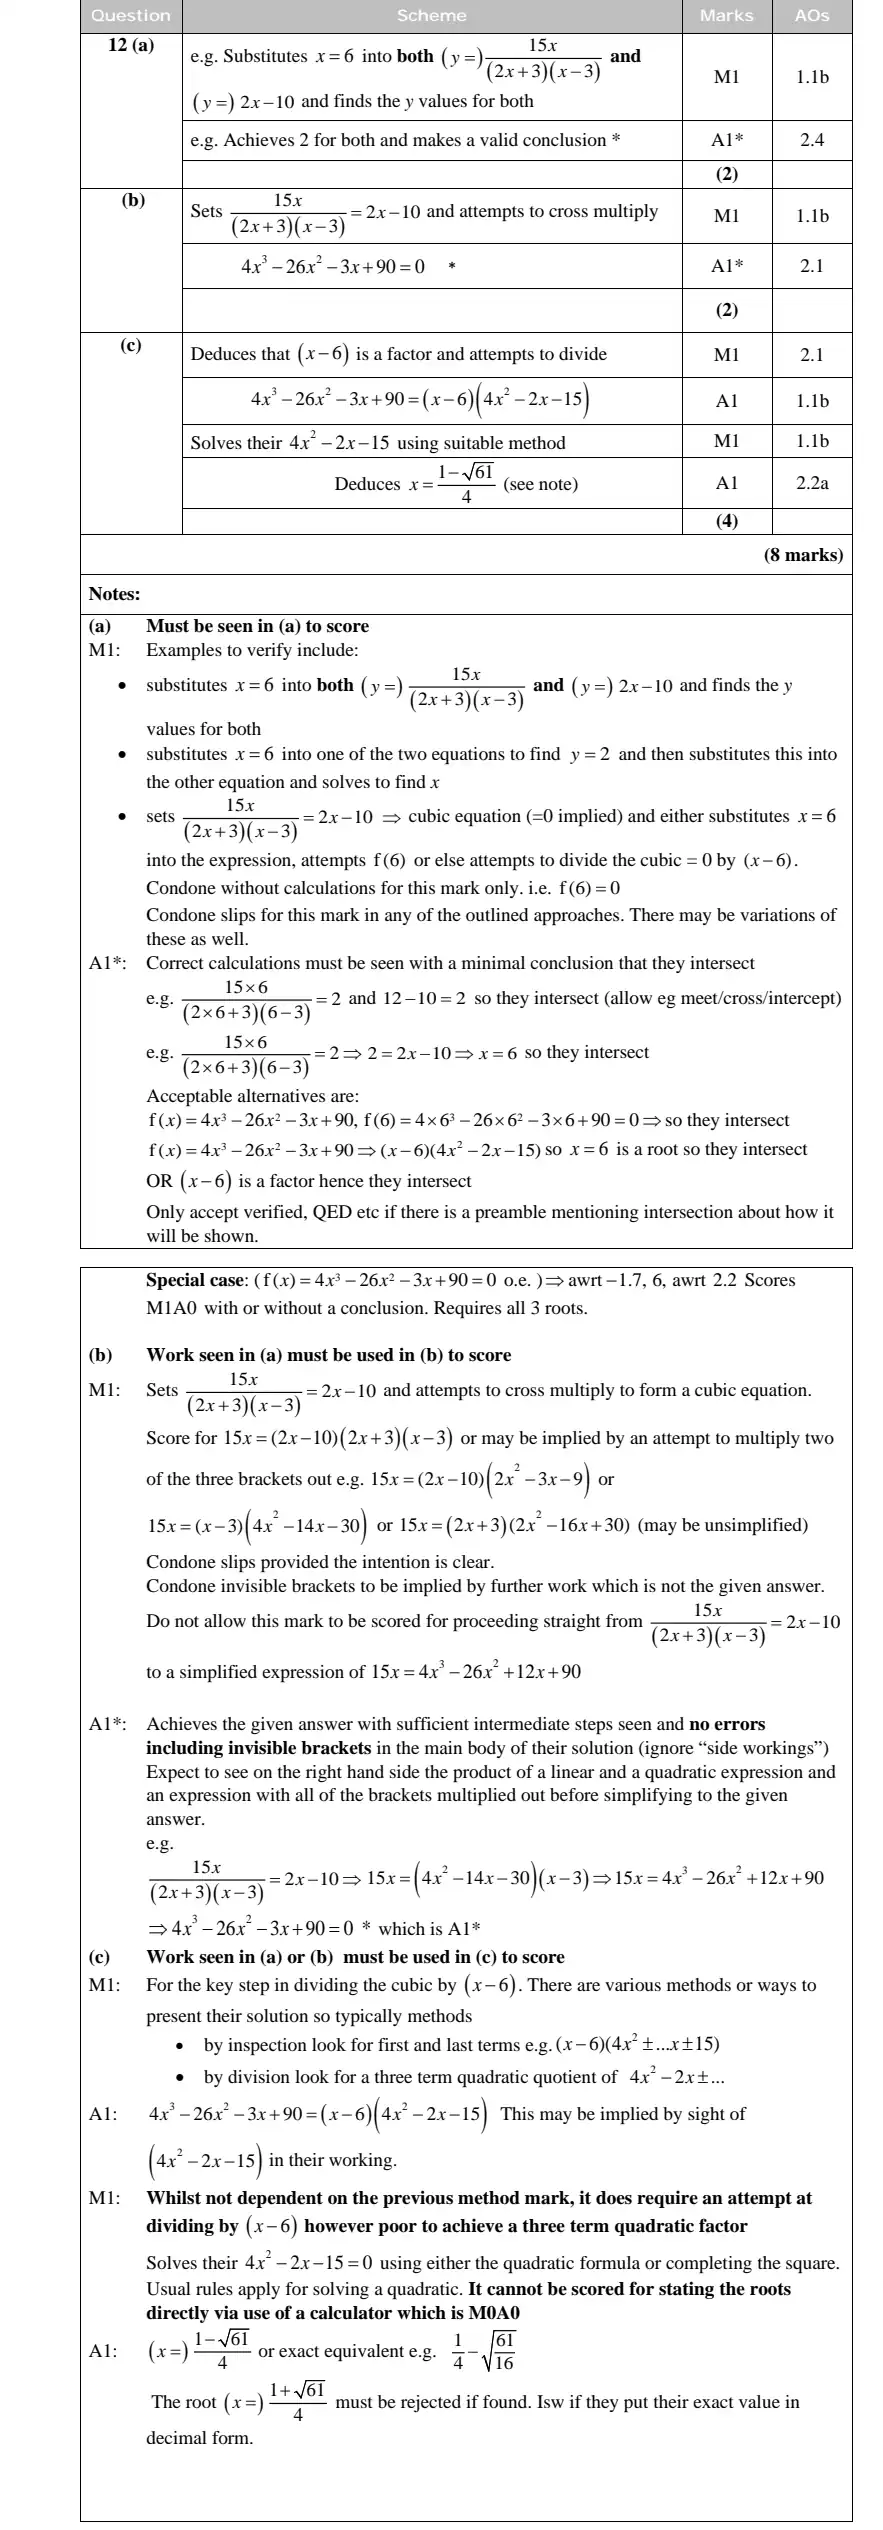 Question Scheme Marks AOs
12 (a) e.g. Substitutes x = 6 into both (y =) 15x/((2x+3)(x−3)) and
(y =) 2x−10 and finds the y values for both M1 1.1b
e.g. Achieves 2 for both and makes a valid conclusion * A1* 2.4
(2)
(b) Sets 15x/((2x+3)(x−3)) = 2x−10 and attempts to cross multiply M1 1.1b
4x³ − 26x² − 3x + 90 = 0 * A1* 2.1
(2)
(c) Deduces that (x−6) is a factor and attempts to divide M1 2.1
4x³ − 26x² − 3x + 90 = (x−6)(4x² − 2x − 15) A1 1.1b
Solves their 4x² − 2x − 15 using suitable method M1 1.1b
Deduces x = (1−√61)/4 (see note) A1 2.2a
(4)
(8 marks)
Notes:
(a) Must be seen in (a) to score
M1: Examples to verify include:
• substitutes x = 6 into both (y =) 15x/((2x+3)(x−3)) and (y =) 2x−10 and finds the y
values for both
• substitutes x = 6 into one of the two equations to find y = 2 and then substitutes this into
the other equation and solves to find x
• sets 15x/((2x+3)(x−3)) = 2x−10 ⇒ cubic equation (=0 implied) and either substitutes x = 6
into the expression, attempts f(6) or else attempts to divide the cubic = 0 by (x−6).
Condone without calculations for this mark only. i.e. f(6) = 0
Condone slips for this mark in any of the outlined approaches. There may be variations of
these as well.
A1*: Correct calculations must be seen with a minimal conclusion that they intersect
e.g. (15×6)/((2×6+3)(6−3)) = 2 and 12−10 = 2 so they intersect (allow eg meet/cross/intercept)
e.g. (15×6)/((2×6+3)(6−3)) = 2 ⇒ 2 = 2x−10 ⇒ x = 6 so they intersect
Acceptable alternatives are:
f(x) = 4x³ − 26x² − 3x + 90, f(6) = 4×6³ − 26×6² − 3×6 + 90 = 0 ⇒ so they intersect
f(x) = 4x³ − 26x² − 3x + 90 ⇒ (x−6)(4x² − 2x − 15) so x = 6 is a root so they intersect
OR (x−6) is a factor hence they intersect
Only accept verified, QED etc if there is a preamble mentioning intersection about how it
will be shown.
Special case: (f(x) = 4x³ − 26x² − 3x + 90 = 0 o.e. ) ⇒ awrt −1.7, 6, awrt 2.2 Scores
M1A0 with or without a conclusion. Requires all 3 roots.
(b) Work seen in (a) must be used in (b) to score
M1: Sets 15x/((2x+3)(x−3)) = 2x−10 and attempts to cross multiply to form a cubic equation.
Score for 15x = (2x−10)(2x+3)(x−3) or may be implied by an attempt to multiply two
of the three brackets out e.g. 15x = (2x−10)(2x² − 3x − 9) or
15x = (x−3)(4x² − 14x − 30) or 15x = (2x+3)(2x² − 16x + 30) (may be unsimplified)
Condone slips provided the intention is clear.
Condone invisible brackets to be implied by further work which is not the given answer.
Do not allow this mark to be scored for proceeding straight from 15x/((2x+3)(x−3)) = 2x−10
to a simplified expression of 15x = 4x³ − 26x² + 12x + 90
A1*: Achieves the given answer with sufficient intermediate steps seen and no errors
including invisible brackets in the main body of their solution (ignore “side workings”)
Expect to see on the right hand side the product of a linear and a quadratic expression and
an expression with all of the brackets multiplied out before simplifying to the given
answer.
e.g.
15x/((2x+3)(x−3)) = 2x−10 ⇒ 15x = (4x² − 14x − 30)(x−3) ⇒ 15x = 4x³ − 26x² + 12x + 90
⇒ 4x³ − 26x² − 3x + 90 = 0 * which is A1*
(c) Work seen in (a) or (b) must be used in (c) to score
M1: For the key step in dividing the cubic by (x−6). There are various methods or ways to
present their solution so typically methods
• by inspection look for first and last terms e.g. (x−6)(4x² ± ...x ± 15)
• by division look for a three term quadratic quotient of 4x² − 2x ± ...
A1: 4x³ − 26x² − 3x + 90 = (x−6)(4x² − 2x − 15) This may be implied by sight of
(4x² − 2x − 15) in their working.
M1: Whilst not dependent on the previous method mark, it does require an attempt at
dividing by (x−6) however poor to achieve a three term quadratic factor
Solves their 4x² − 2x − 15 = 0 using either the quadratic formula or completing the square.
Usual rules apply for solving a quadratic. It cannot be scored for stating the roots
directly via use of a calculator which is M0A0
A1: (x =) (1−√61)/4 or exact equivalent e.g. 1/4 − √(61/16)
The root (x =) (1+√61)/4 must be rejected if found. Isw if they put their exact value in
decimal form.